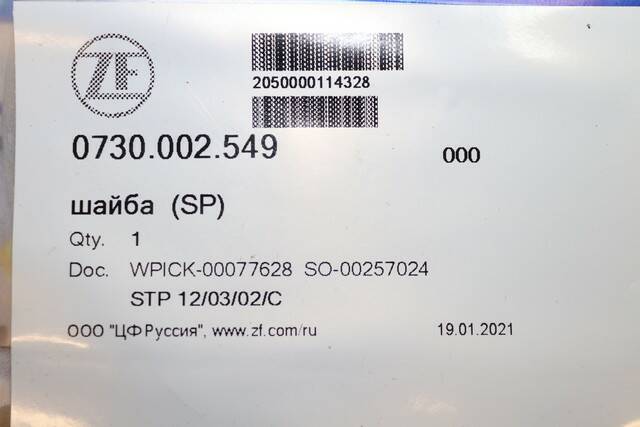 ZF
2050000114328
0730.002.549 000
шайба (SP)
Qty. 1
Doc. WPICK-00077628 SO-00257024
STP 12/03/02/C
ООО "ЦФ Руссия", www.zf.com/ru 19.01.2021